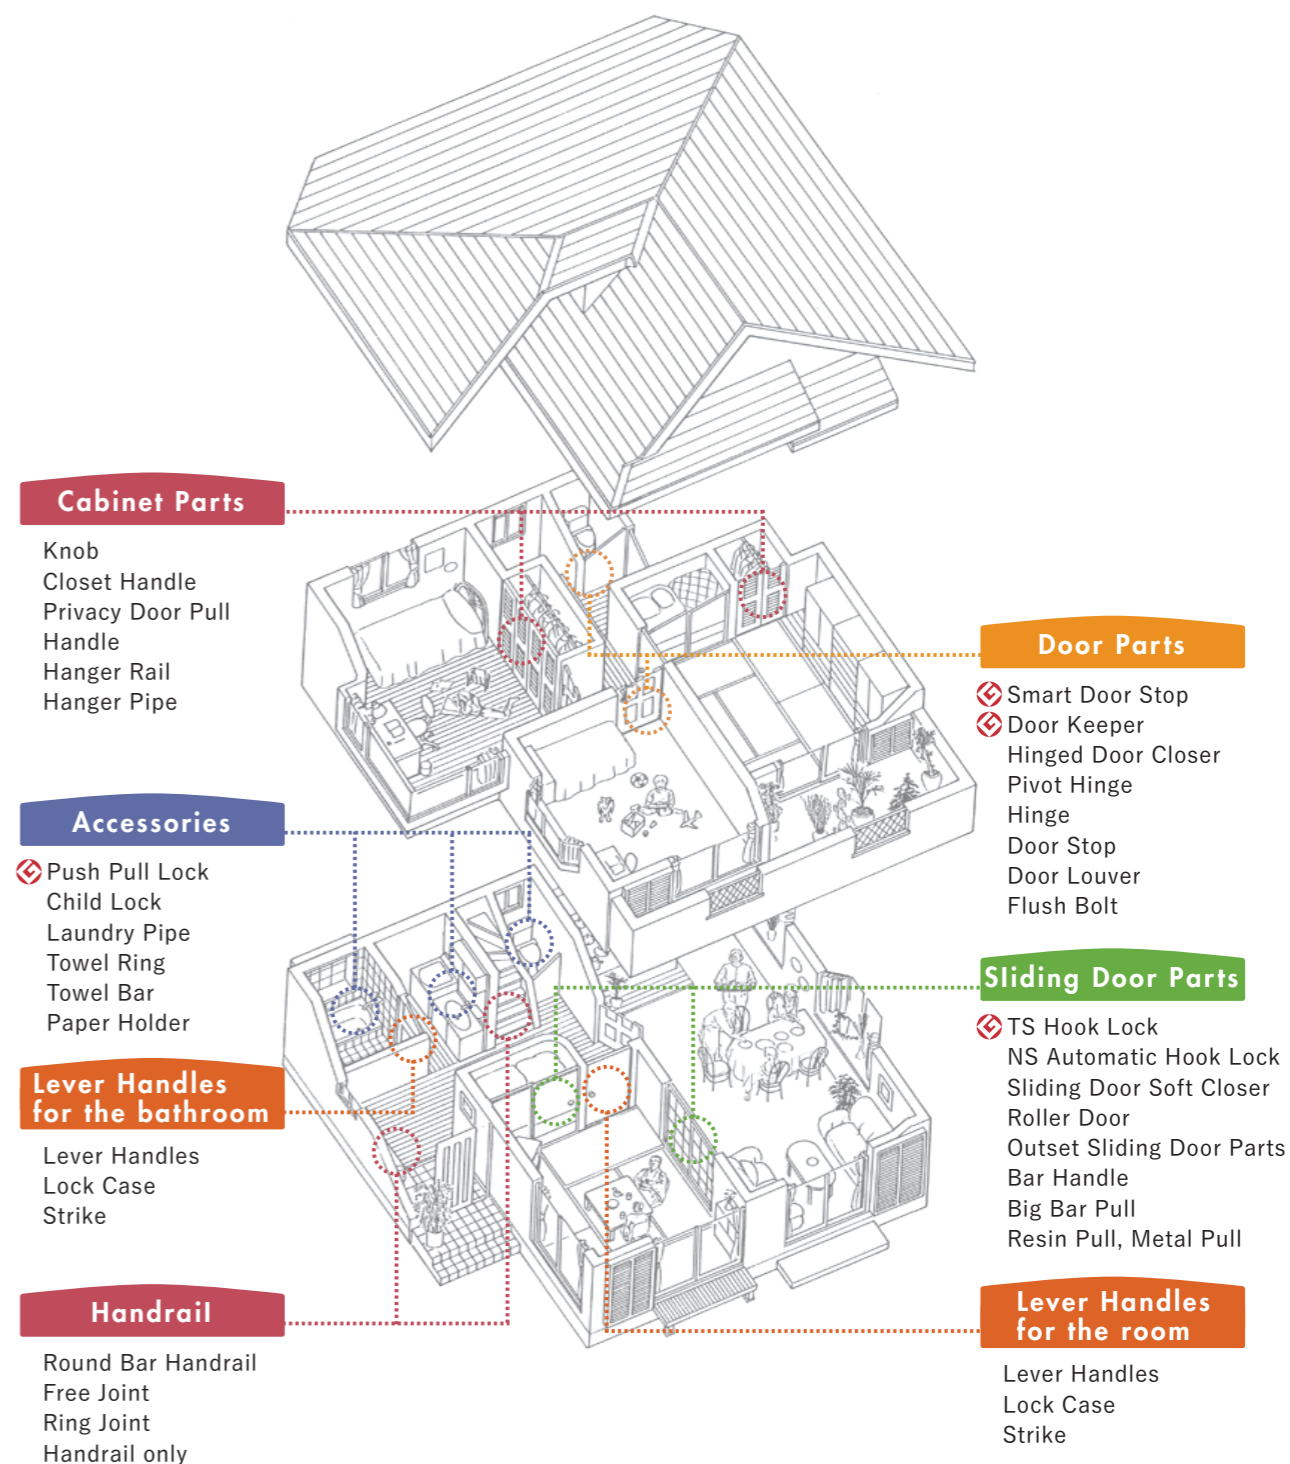 Cabinet Parts
Knob
Closet Handle
Privacy Door Pull
Handle
Hanger Rail
Hanger Pipe
Accessories
Push Pull Lock
Child Lock
Laundry Pipe
Towel Ring
Towel Bar
Paper Holder
Lever Handles
for the bathroom
Lever Handles
Lock Case
Strike
Handrail
Round Bar Handrail
Free Joint
Ring Joint
Handrail only
Door Parts
Smart Door Stop
Door Keeper
Hinged Door Closer
Pivot Hinge
Hinge
Door Stop
Door Louver
Flush Bolt
Sliding Door Parts
TS Hook Lock
NS Automatic Hook Lock
Sliding Door Soft Closer
Roller Door
Outset Sliding Door Parts
Bar Handle
Big Bar Pull
Resin Pull, Metal Pull
Lever Handles
for the room
Lever Handles
Lock Case
Strike